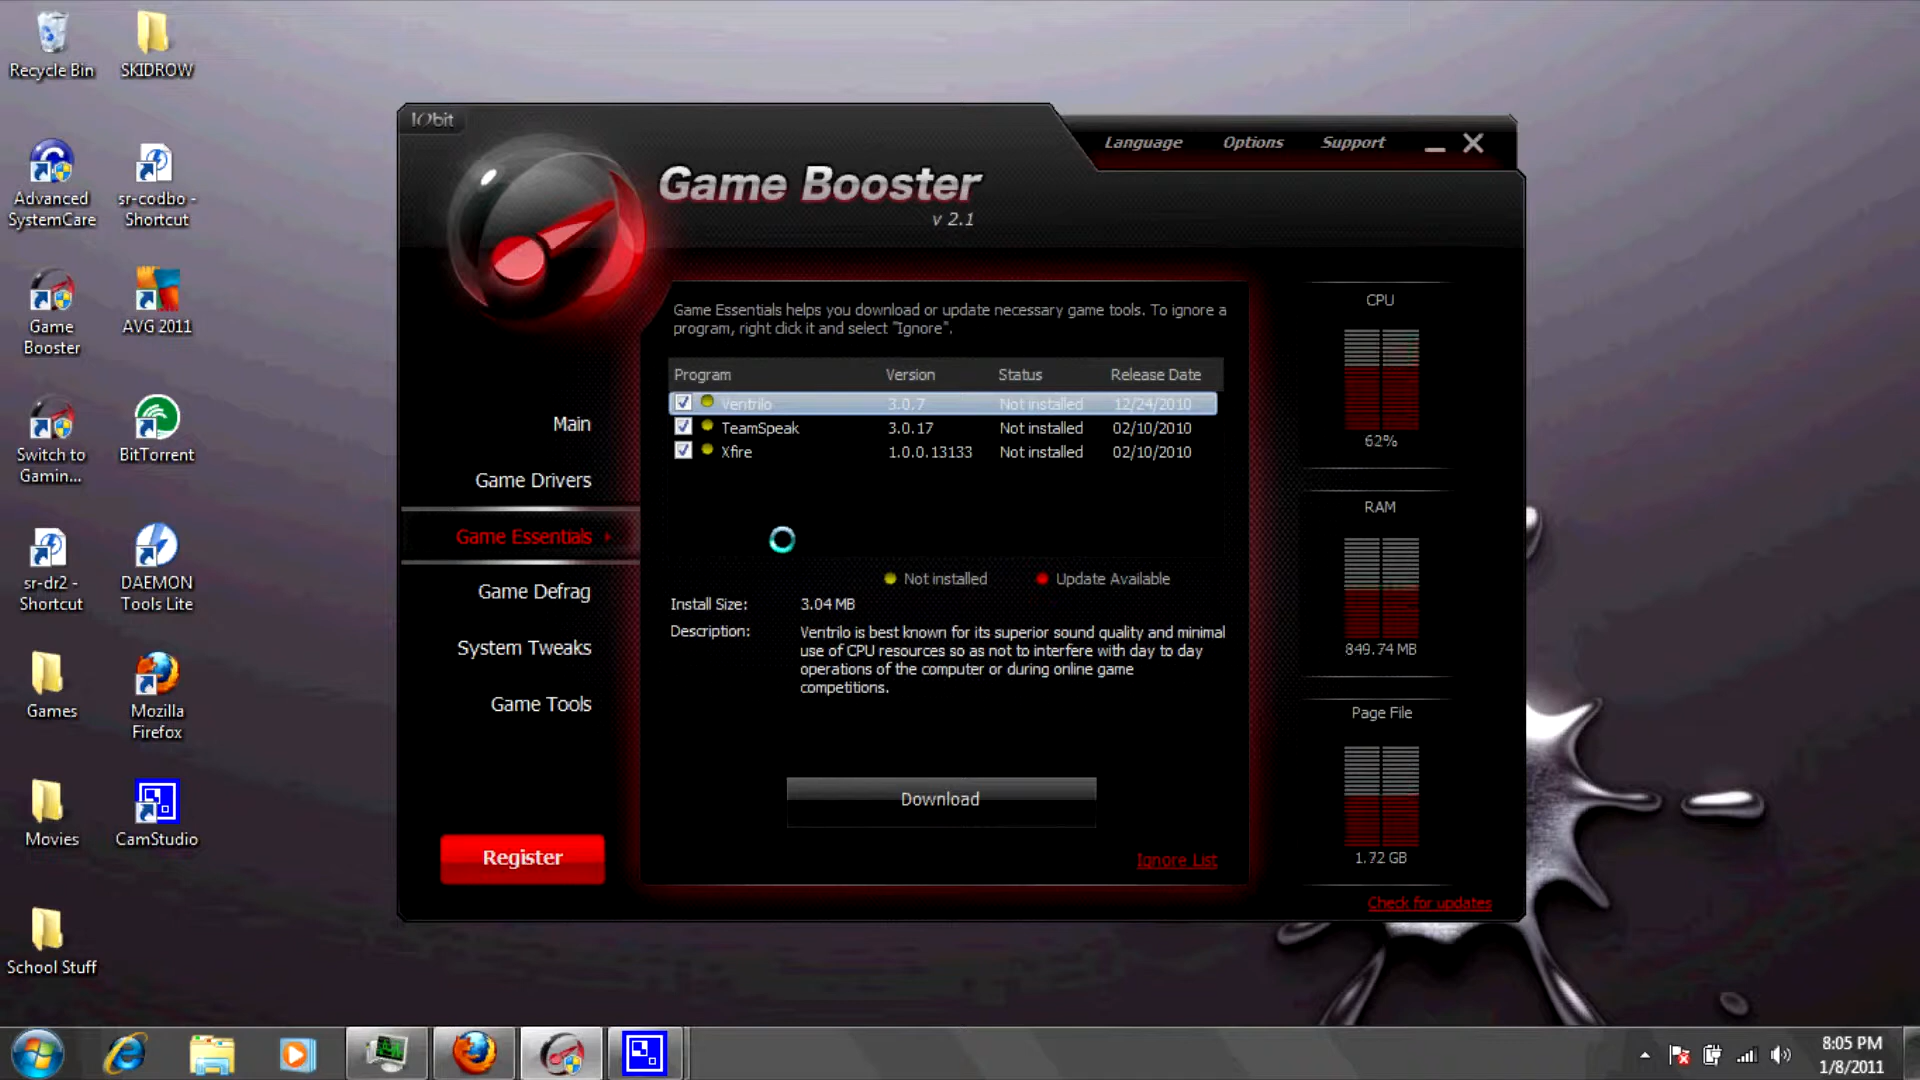 Recycle Bin
SKIDROW
Advanced
SystemCare
sr-codbo -
Shortcut
Game
Booster
AVG 2011
Switch to
Gamin...
BitTorrent
sr-dr2 -
Shortcut
DAEMON
Tools Lite
Games
Mozilla
Firefox
Movies
CamStudio
School Stuff
IObit
Language Options Support
Game Booster
v 2.1
Main
Game Drivers
Game Essentials
Game Defrag
System Tweaks
Game Tools
Register
Game Essentials helps you download or update necessary game tools. To ignore a
program, right click it and select "Ignore".
Program Version Status Release Date
Ventrilo 3.0.7 Not installed 12/24/2010
TeamSpeak 3.0.17 Not installed 02/10/2010
Xfire 1.0.0.13133 Not installed 02/10/2010
Not installed Update Available
Install Size: 3.04 MB
Description: Ventrilo is best known for its superior sound quality and minimal
use of CPU resources so as not to interfere with day to day
operations of the computer or during online game
competitions.
Download
Ignore List
CPU
62%
RAM
849.74 MB
Page File
1.72 GB
Check for updates
8:05 PM
1/8/2011